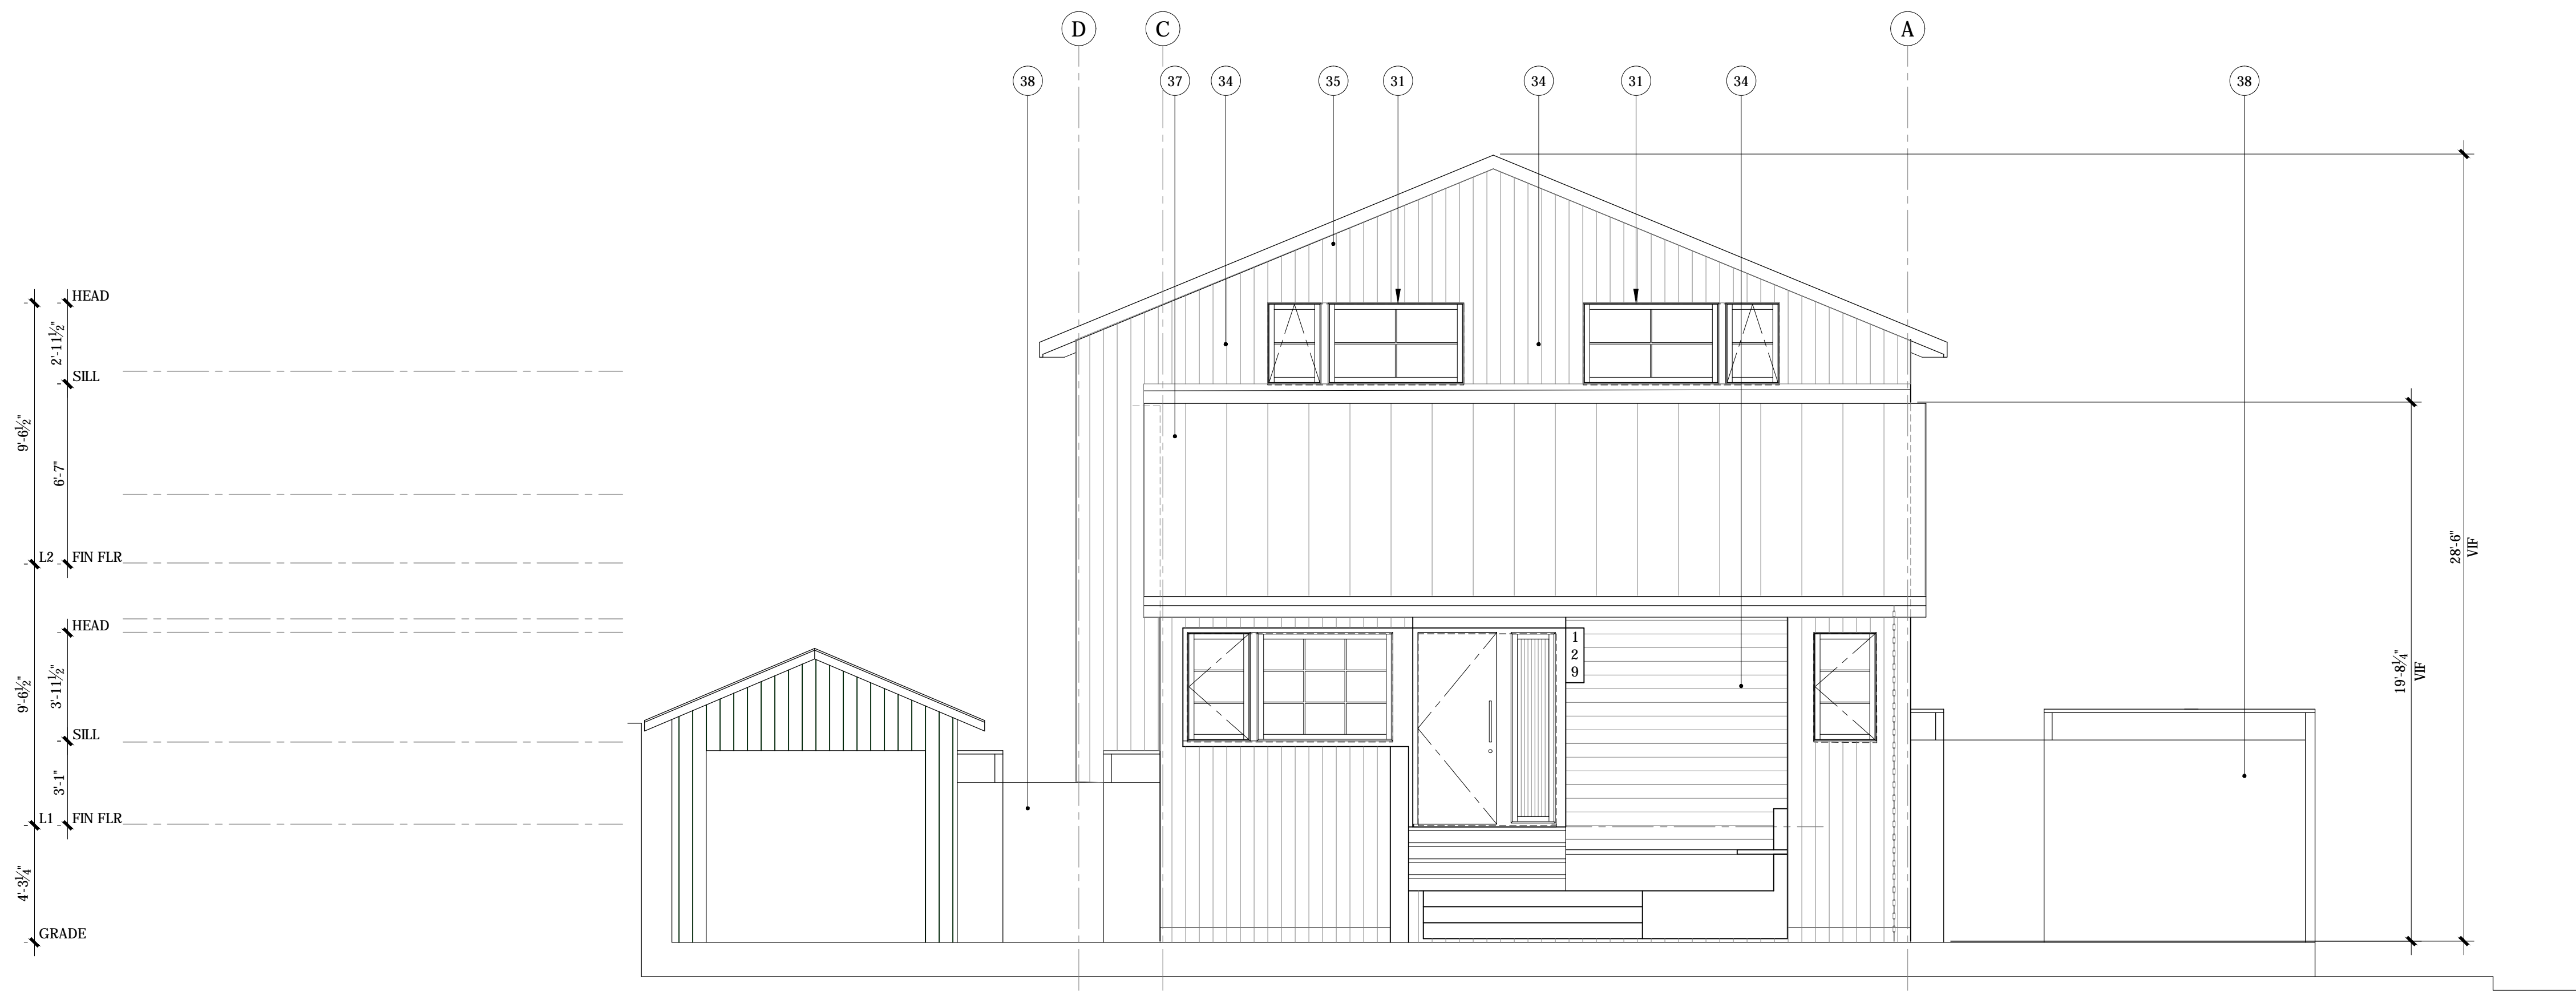 D
C
A
38
37
34
35
31
34
31
34
38
HEAD
2'-11½"
SILL
9'-6½"
6'-7"
L2
FIN FLR
28'-6"
VIF
HEAD
1
2
9
3'-11½"
9'-6½"
19'-8¼"
VIF
SILL
3'-1"
L1
FIN FLR
4'-3¼"
GRADE